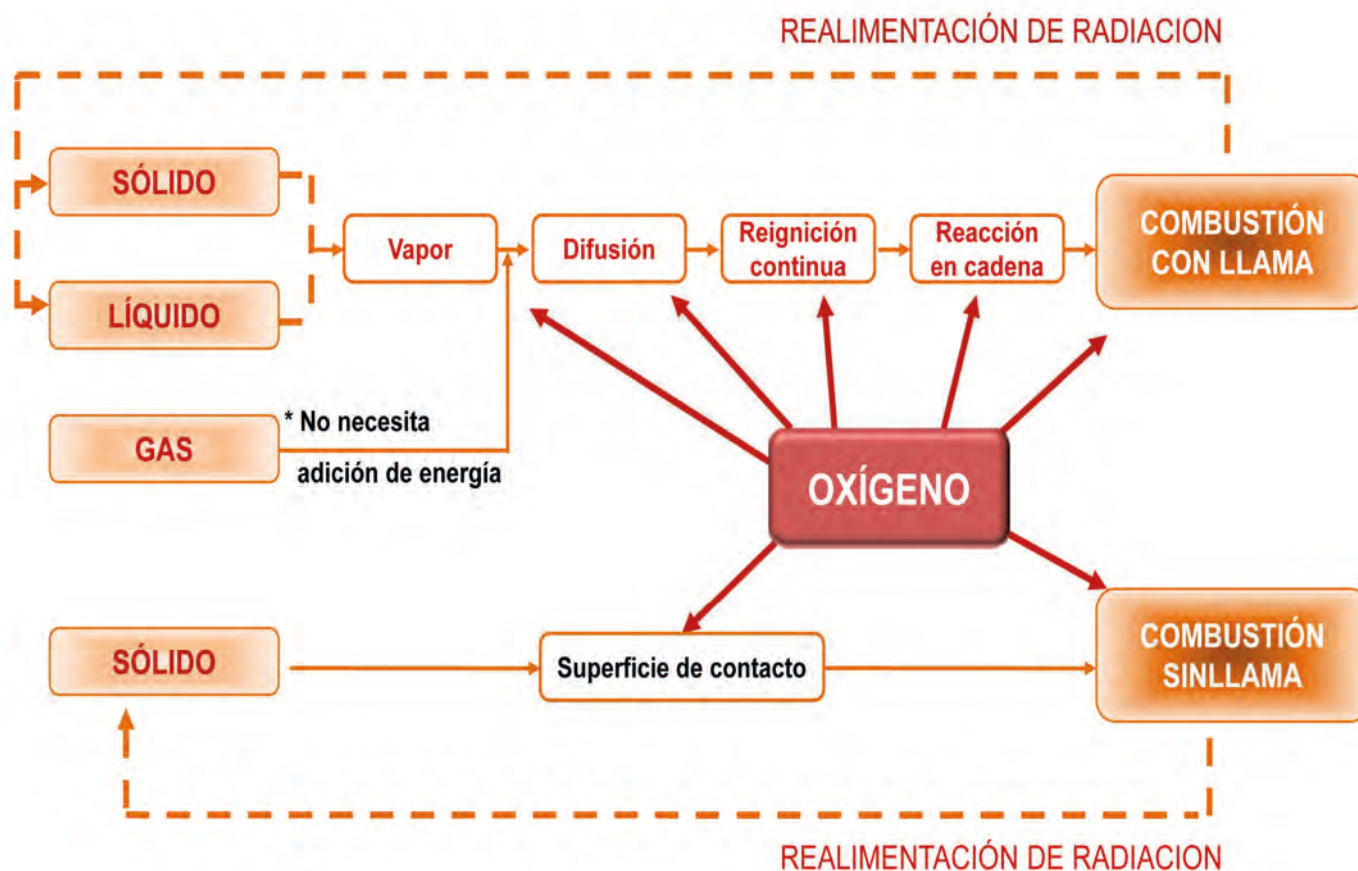 REALIMENTACIÓN DE RADIACION
SÓLIDO
LÍQUIDO
GAS
* No necesita
adición de energía
Vapor
Difusión
Reignición
continua
Reacción
en cadena
COMBUSTIÓN
CON LLAMA
OXÍGENO
SÓLIDO
Superficie de contacto
COMBUSTIÓN
SINLLAMA
REALIMENTACIÓN DE RADIACION